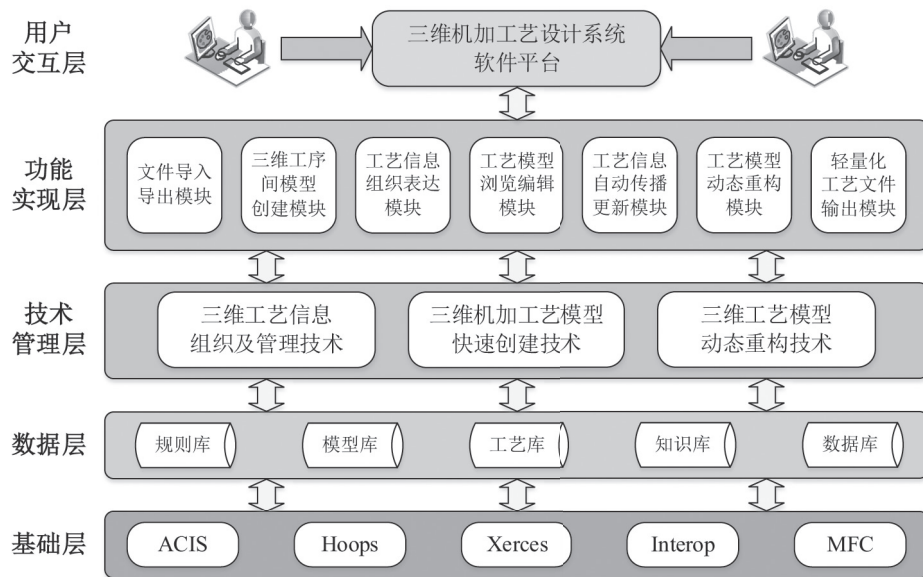 用户
交互层
三维机加工艺设计系统
软件平台
功能
实现层
文件导入
导出模块
三维工序
间模型
创建模块
工艺信息
组织表达
模块
工艺模型
浏览编辑
模块
工艺信息
自动传播
更新模块
工艺模型
动态重构
模块
轻量化
工艺文件
输出模块
技术
管理层
三维工艺信息
组织及管理技术
三维机加工艺模型
快速创建技术
三维工艺模型
动态重构技术
数据层
规则库
模型库
工艺库
知识库
数据库
基础层
ACIS
Hoops
Xerces
Interop
MFC